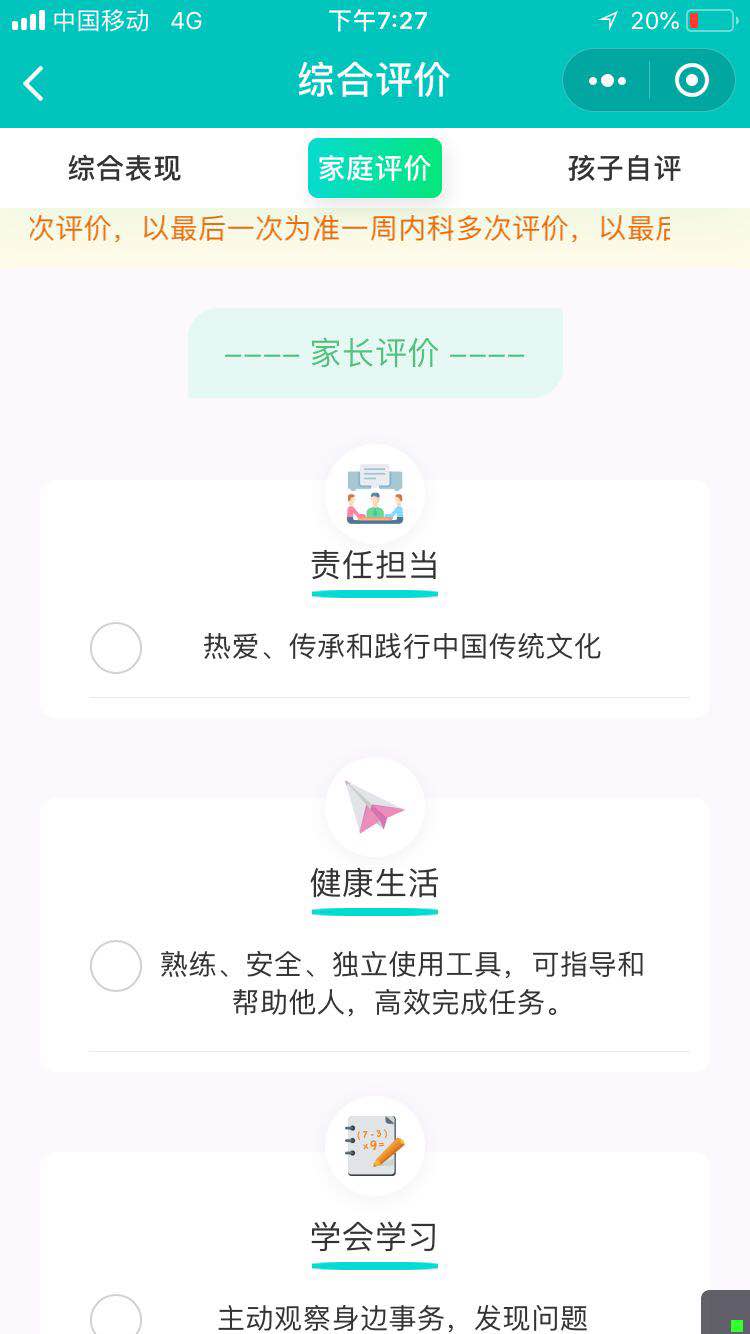 中国移动 4G 下午7:27 20%
综合评价
综合表现 家庭评价 孩子自评
次评价，以最后一次为准一周内科多次评价，以最后
---- 家长评价 ----
责任担当
热爱、传承和践行中国传统文化
健康生活
熟练、安全、独立使用工具，可指导和
帮助他人，高效完成任务。
(7-3)
x9=
学会学习
主动观察身边事务，发现问题